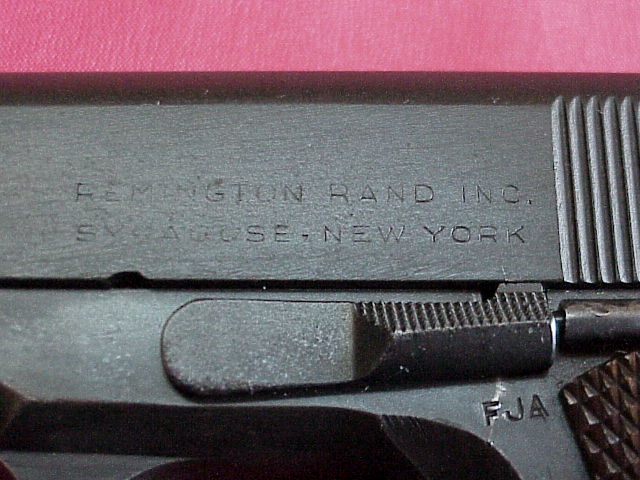 REMINGTON RAND INC.
SYRACUSE-NEW YORK
FJA